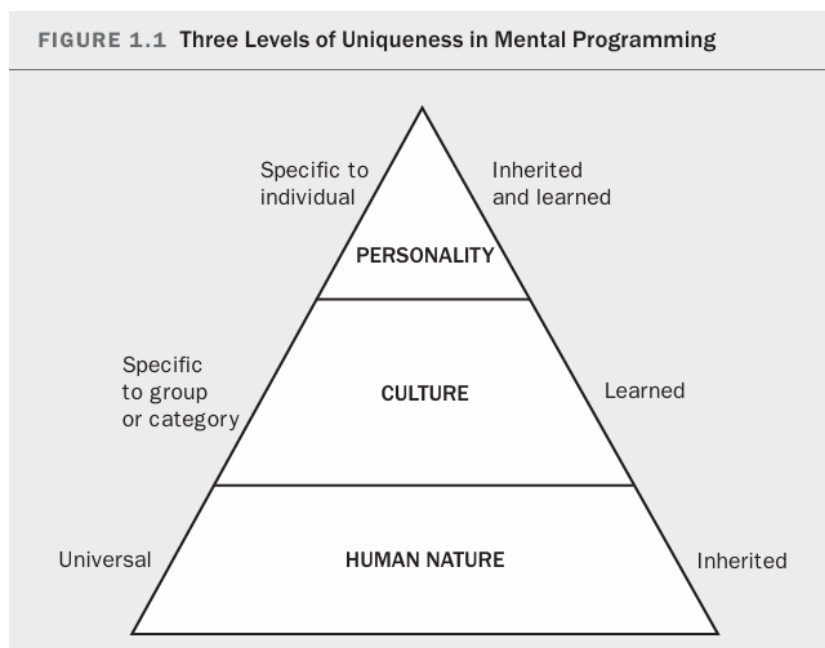 FIGURE 1.1 Three Levels of Uniqueness in Mental Programming
Specific to
individual
Inherited
and learned
PERSONALITY
Specific
to group
or category
CULTURE
Learned
Universal
HUMAN NATURE
Inherited